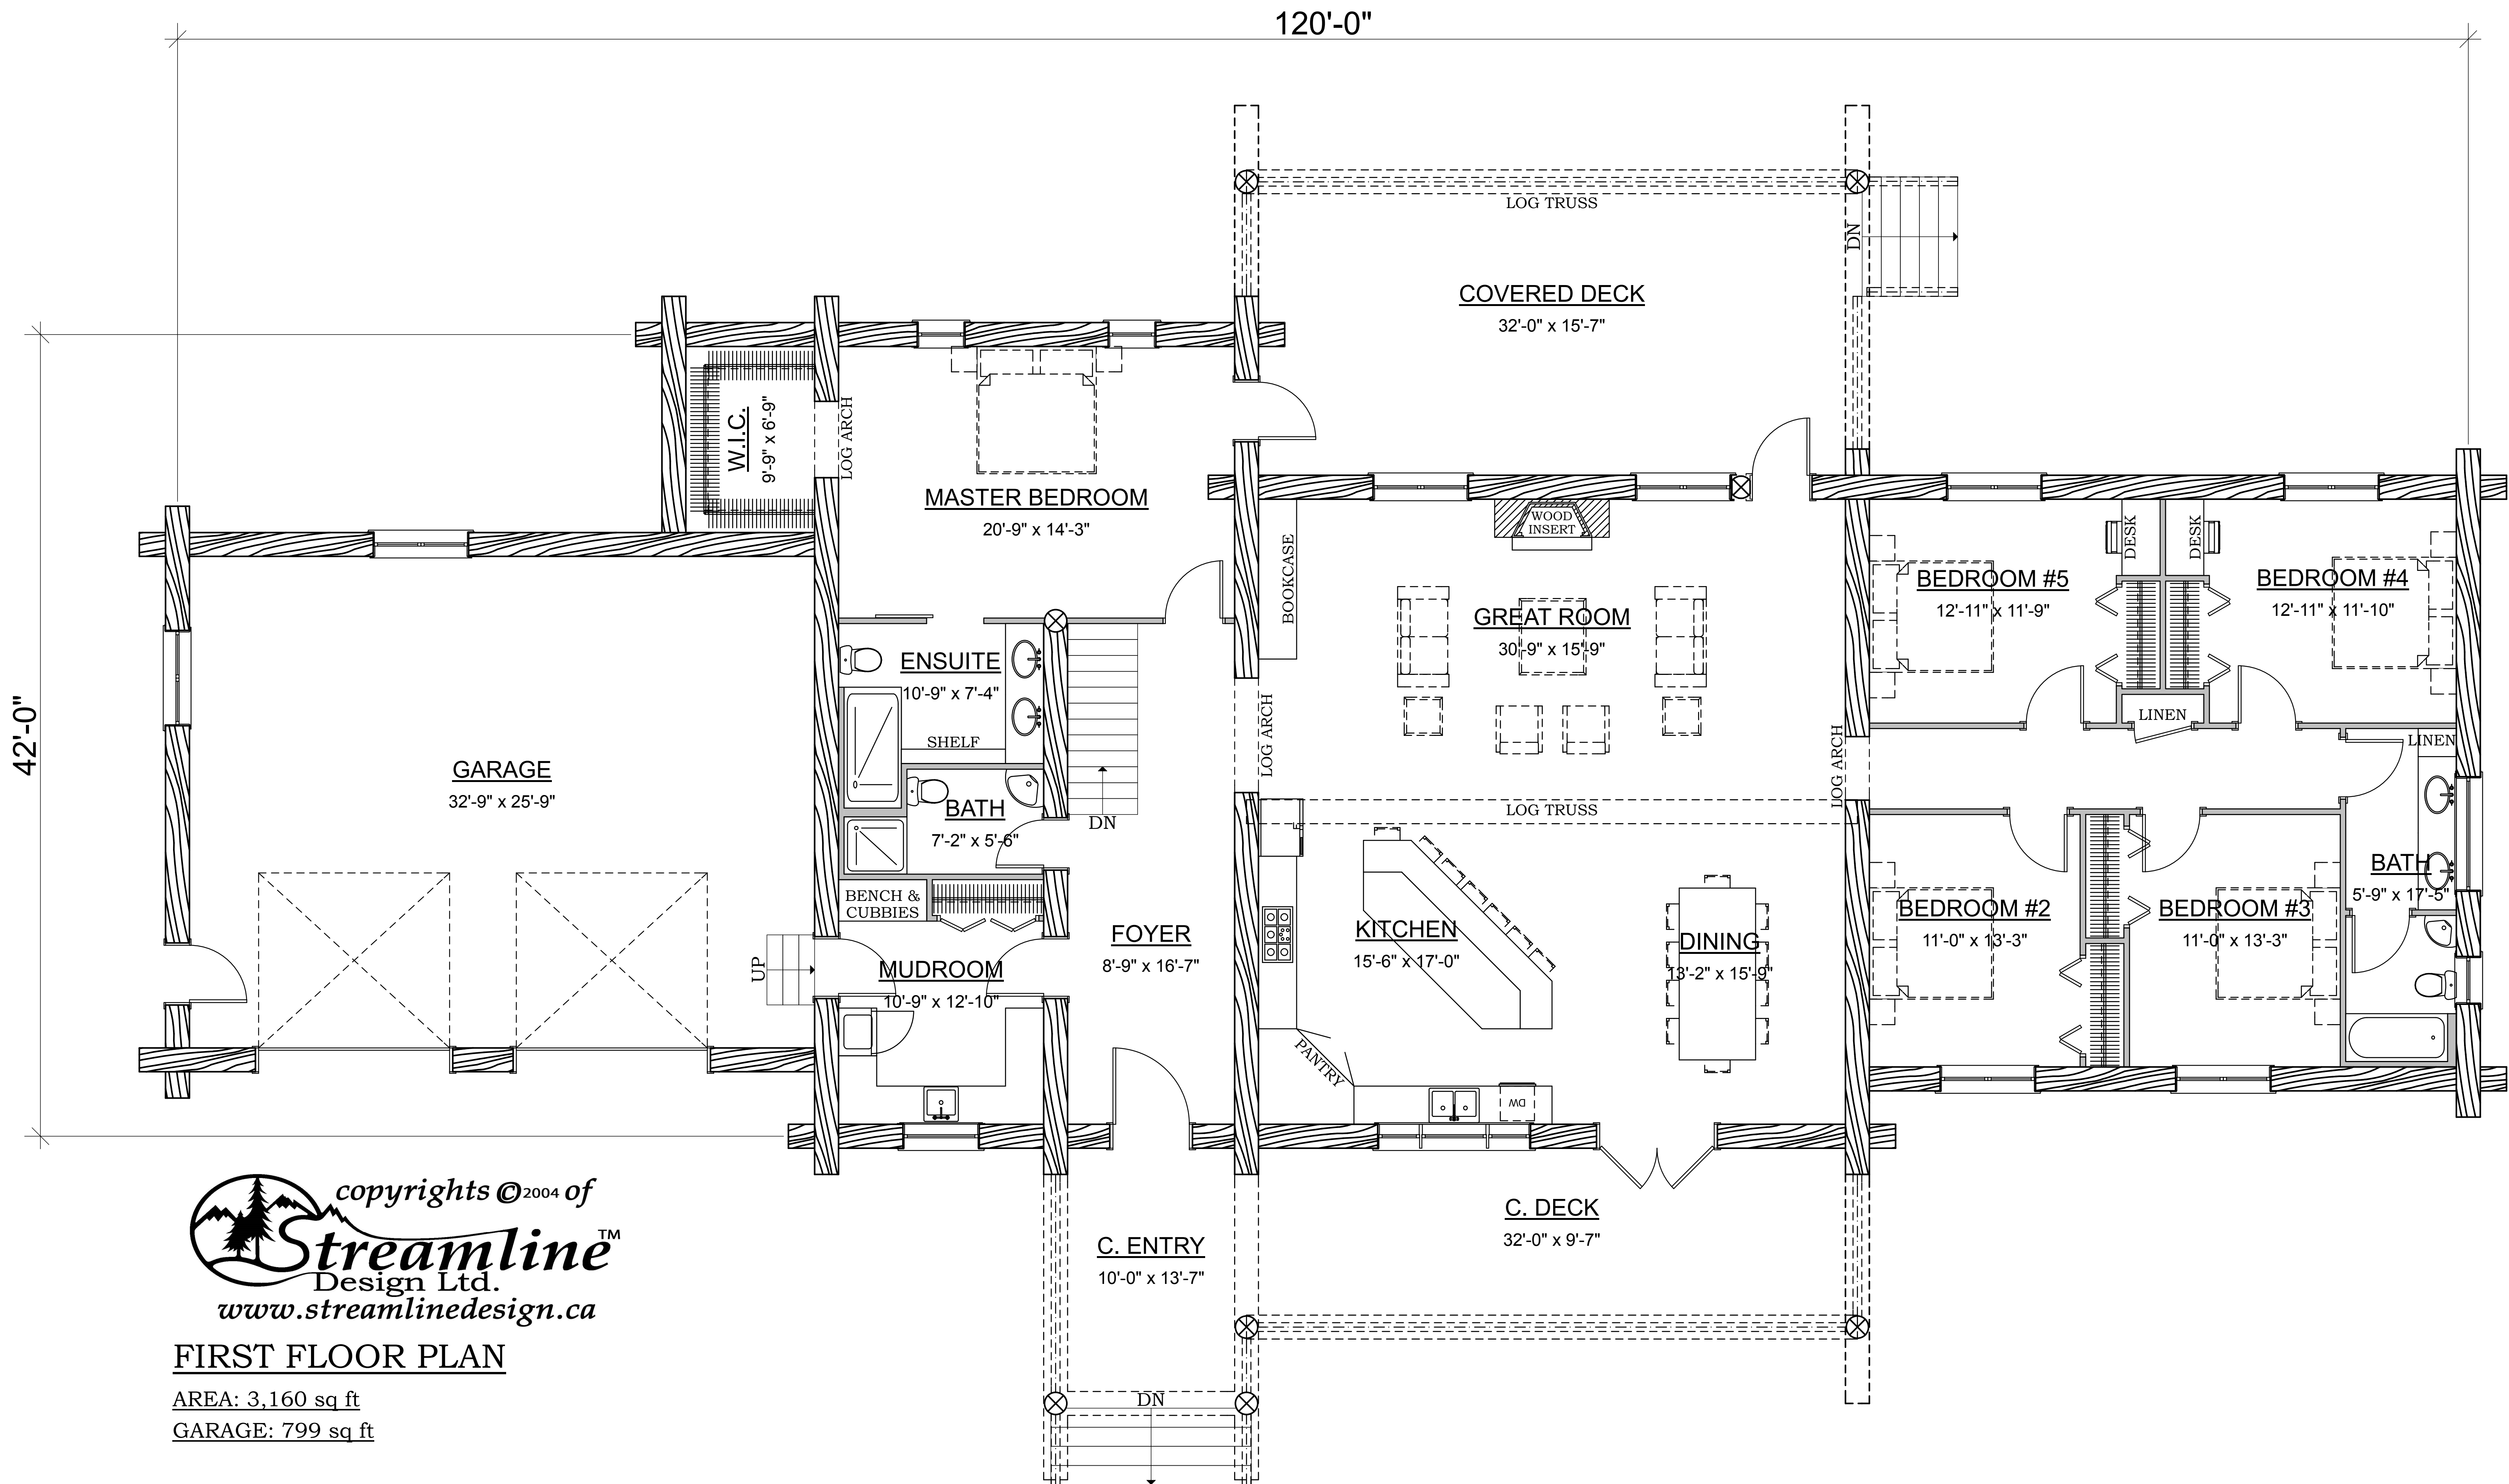 120'-0"
42'-0"
LOG TRUSS
DN
COVERED DECK
32'-0" x 15'-7"
W.I.C.
9'-9" x 6'-9"
LOG ARCH
MASTER BEDROOM
20'-9" x 14'-3"
BOOKCASE
WOOD
INSERT
GREAT ROOM
30'-9" x 15'-9"
DESK
DESK
BEDROOM #5
12'-11" x 11'-9"
BEDROOM #4
12'-11" x 11'-10"
LINEN
LINEN
ENSUITE
10'-9" x 7'-4"
SHELF
LOG ARCH
LOG ARCH
GARAGE
32'-9" x 25'-9"
BATH
7'-2" x 5'-6"
DN
LOG TRUSS
BENCH &
CUBBIES
UP
MUDROOM
10'-9" x 12'-10"
FOYER
8'-9" x 16'-7"
KITCHEN
15'-6" x 17'-0"
DINING
13'-2" x 15'-9"
BEDROOM #2
11'-0" x 13'-3"
BEDROOM #3
11'-0" x 13'-3"
BATH
5'-9" x 17'-5"
PANTRY
DW
C. DECK
32'-0" x 9'-7"
C. ENTRY
10'-0" x 13'-7"
DN
copyrights © 2004 of
Streamline™
Design Ltd.
www.streamlinedesign.ca
FIRST FLOOR PLAN
AREA: 3,160 sq ft
GARAGE: 799 sq ft